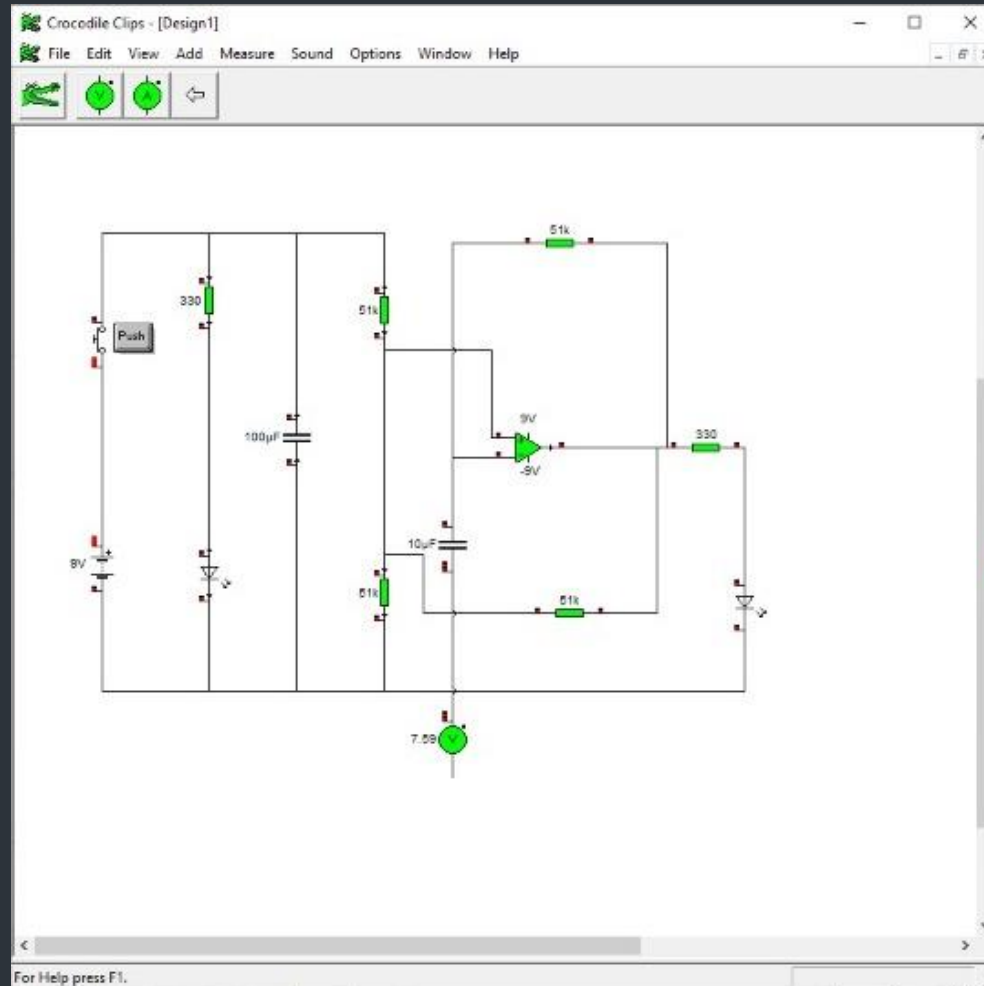 Crocodile Clips - [Design1]
File Edit View Add Measure Sound Options Window Help
V A
51k
330
51k
Push
9V
100µF
330
-9V
10µF
9V
51k
51k
7.59 V
For Help press F1.